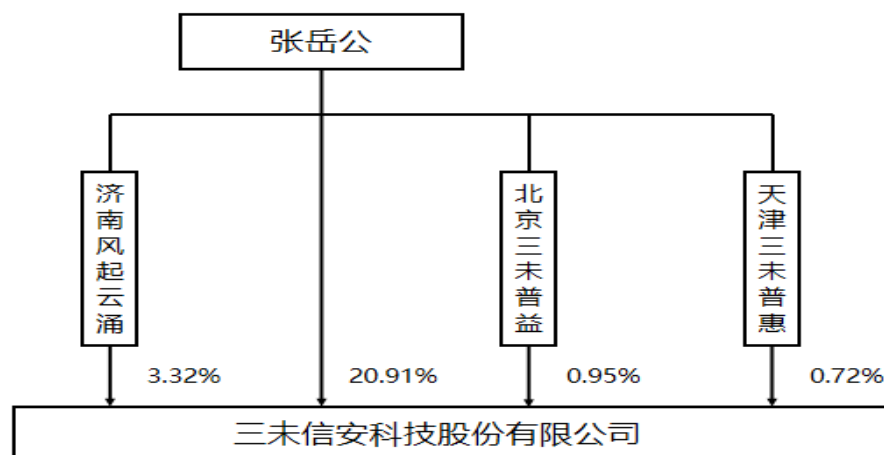 张岳公
济南风起云涌
北京三未普益
天津三未普惠
3.32%
20.91%
0.95%
0.72%
三未信安科技股份有限公司